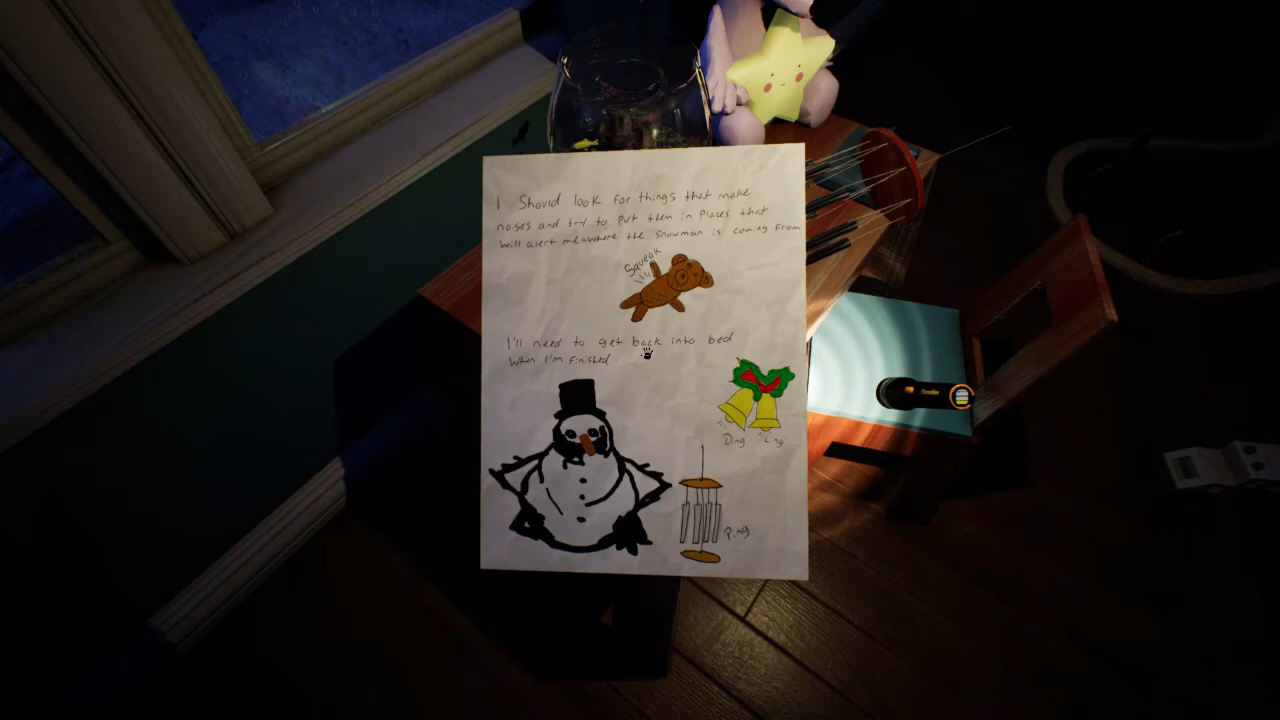 I Should look for things that make
noises and try to put them in places that
will alert me where the snowman is coming from
Squeak
I'll need to get back into bed
when I'm finished
Ding Ling
Ping